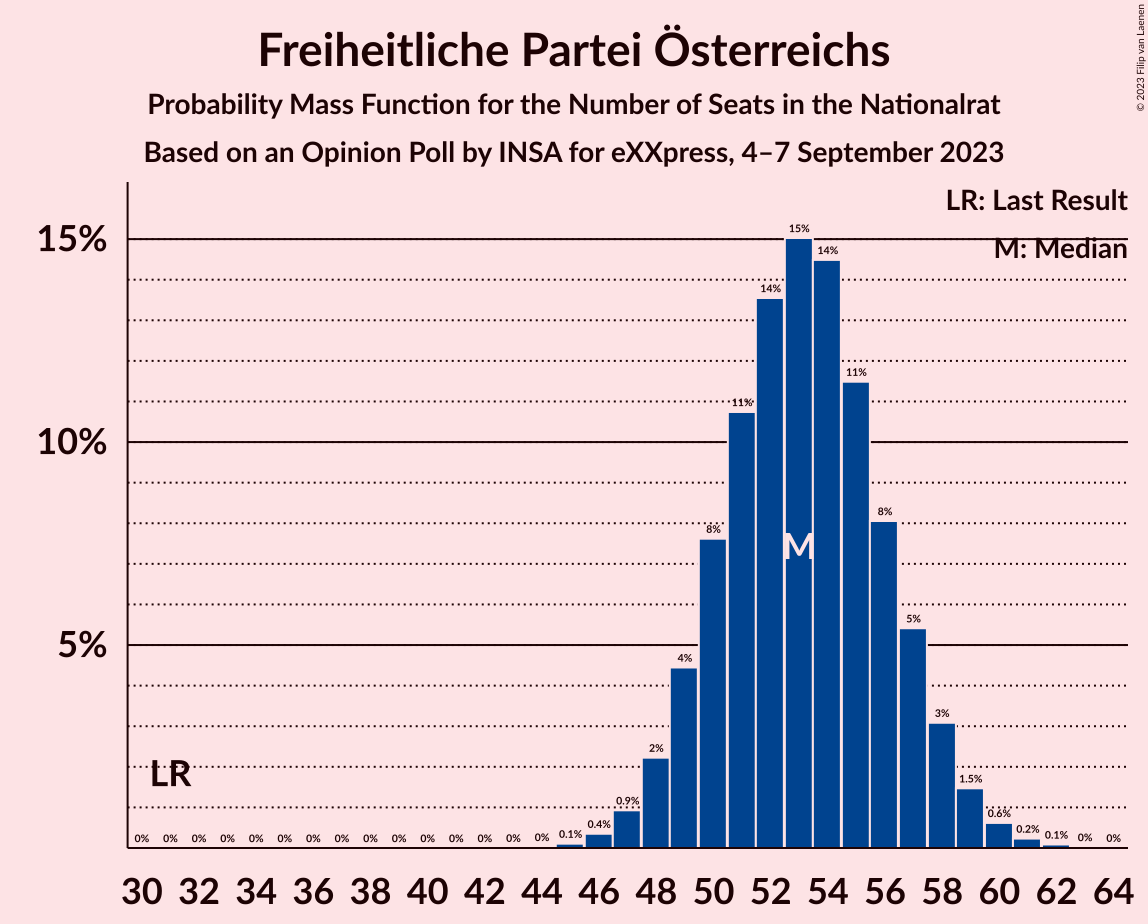 Freiheitliche Partei Österreichs
Probability Mass Function for the Number of Seats in the Nationalrat
Based on an Opinion Poll by INSA for eXXpress, 4–7 September 2023
© 2023 Filip van Laenen
LR: Last Result
M: Median
15%
10%
5%
0% 0% 0% 0% 0% 0% 0% 0% 0% 0% 0% 0% 0% 0% 0% 0.1% 0.4% 0.9% 2% 4% 8% 11% 14% 15% 14% 11% 8% 5% 3% 1.5% 0.6% 0.2% 0.1% 0% 0%
M
LR
30 32 34 36 38 40 42 44 46 48 50 52 54 56 58 60 62 64